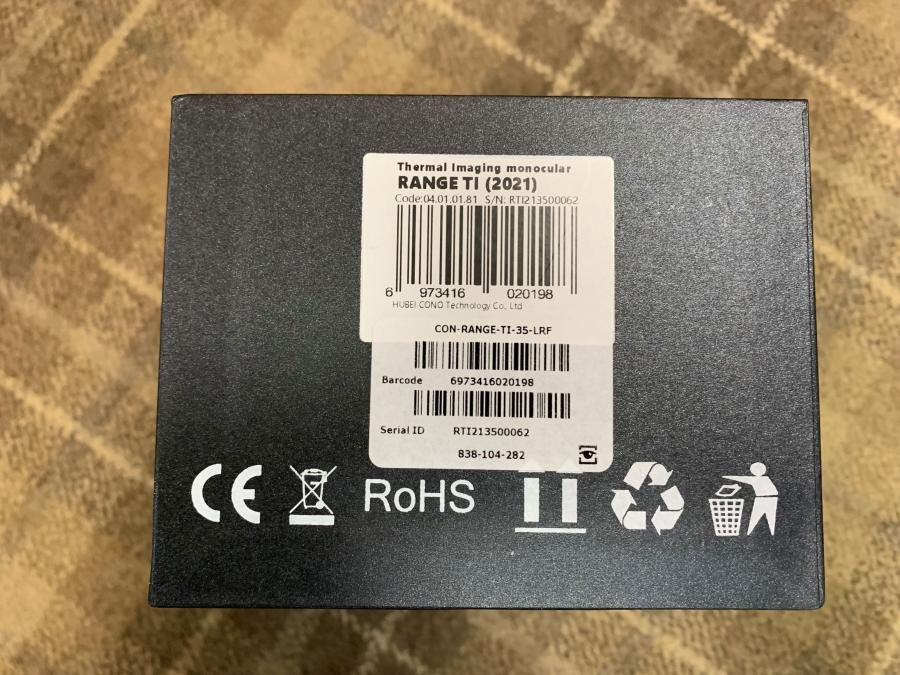 Thermal Imaging monocular
RANGE TI (2021)
Code:04.01.01.81 S/N: RTI213500062
6 973416 020198
HUBEI CONO Technology Co., Ltd
CON-RANGE-TI-35-LRF
Barcode 6973416020198
Serial ID RTI213500062
838-104-282
CE
RoHS